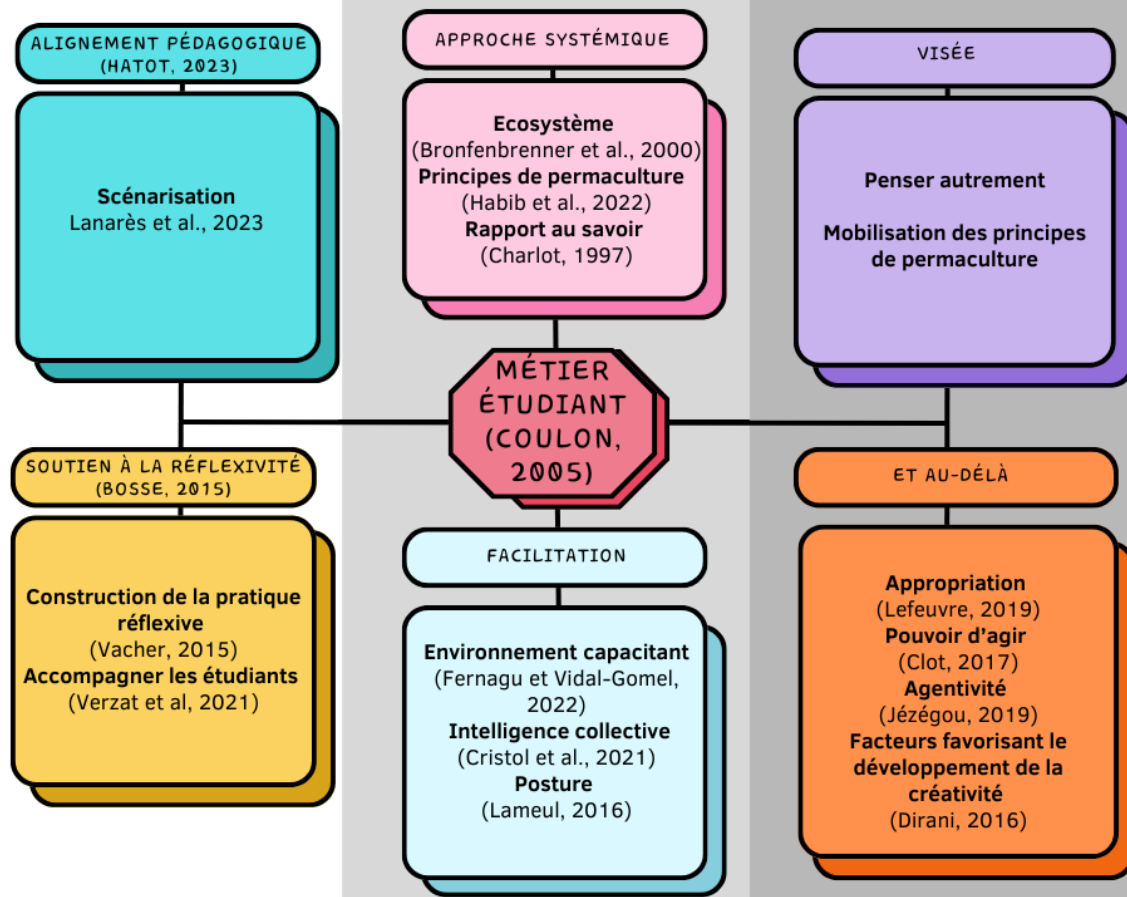 ALIGNEMENT PÉDAGOGIQUE
(HATOT, 2023)
Scénarisation
Lanarès et al., 2023
APPROCHE SYSTÉMIQUE
Ecosystème
(Bronfenbrenner et al., 2000)
Principes de permaculture
(Habib et al., 2022)
Rapport au savoir
(Charlot, 1997)
VISÉE
Penser autrement
Mobilisation des principes
de permaculture
MÉTIER
ÉTUDIANT
(COULON,
2005)
SOUTIEN À LA RÉFLEXIVITÉ
(BOSSE, 2015)
Construction de la pratique
réflexive
(Vacher, 2015)
Accompagner les étudiants
(Verzat et al, 2021)
FACILITATION
Environnement capacitant
(Fernagu et Vidal-Gomel,
2022)
Intelligence collective
(Cristol et al., 2021)
Posture
(Lameul, 2016)
ET AU-DÉLÀ
Appropriation
(Lefeuvre, 2019)
Pouvoir d’agir
(Clot, 2017)
Agentivité
(Jézégou, 2019)
Facteurs favorisant le
développement de la
créativité
(Dirani, 2016)